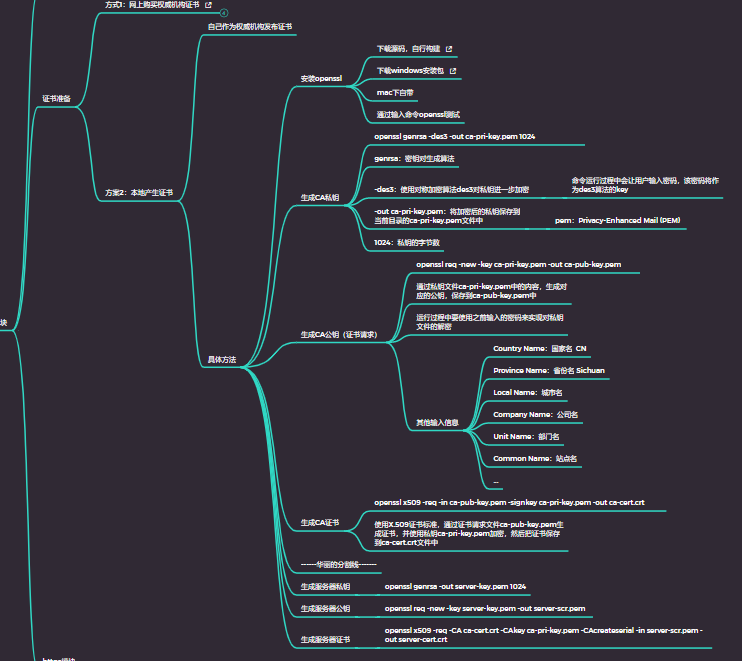 方式1：网上购买权威机构证书
4
自己作为权威机构发布证书
下载源码，自行构建
安装openssl
下载windows安装包
证书准备
mac下自带
通过输入命令openssl测试
openssl genrsa -des3 -out ca-pri-key.pem 1024
genrsa：密钥对生成算法
方案2：本地产生证书
生成CA私钥
-des3：使用对称加密算法des3对私钥进一步加密
命令运行过程中会让用户输入密码，该密码将作
为des3算法的key
-out ca-pri-key.pem：将加密后的私钥保存到
当前目录的ca-pri-key.pem文件中
pem：Privacy-Enhanced Mail (PEM)
1024：私钥的字节数
openssl req -new -key ca-pri-key.pem -out ca-pub-key.pem
通过私钥文件ca-pri-key.pem中的内容，生成对
应的公钥，保存到ca-pub-key.pem中
块
生成CA公钥（证书请求）
运行过程中要使用之前输入的密码来实现对私钥
文件的解密
具体方法
Country Name：国家名 CN
Province Name：省份名 Sichuan
Local Name：城市名
其他输入信息
Company Name：公司名
Unit Name：部门名
Common Name：站点名
...
生成CA证书
openssl x509 -req -in ca-pub-key.pem -signkey ca-pri-key.pem -out ca-cert.crt
使用X.509证书标准，通过证书请求文件ca-pub-key.pem生
成证书，并使用私钥ca-pri-key.pem加密，然后把证书保存
到ca-cert.crt文件中
------华丽的分割线-------
生成服务器私钥
openssl genrsa -out server-key.pem 1024
生成服务器公钥
openssl req -new -key server-key.pem -out server-scr.pem
生成服务器证书
openssl x509 -req -CA ca-cert.crt -CAkey ca-pri-key.pem -CAcreateserial -in server-scr.pem -
out server-cert.crt
https模块